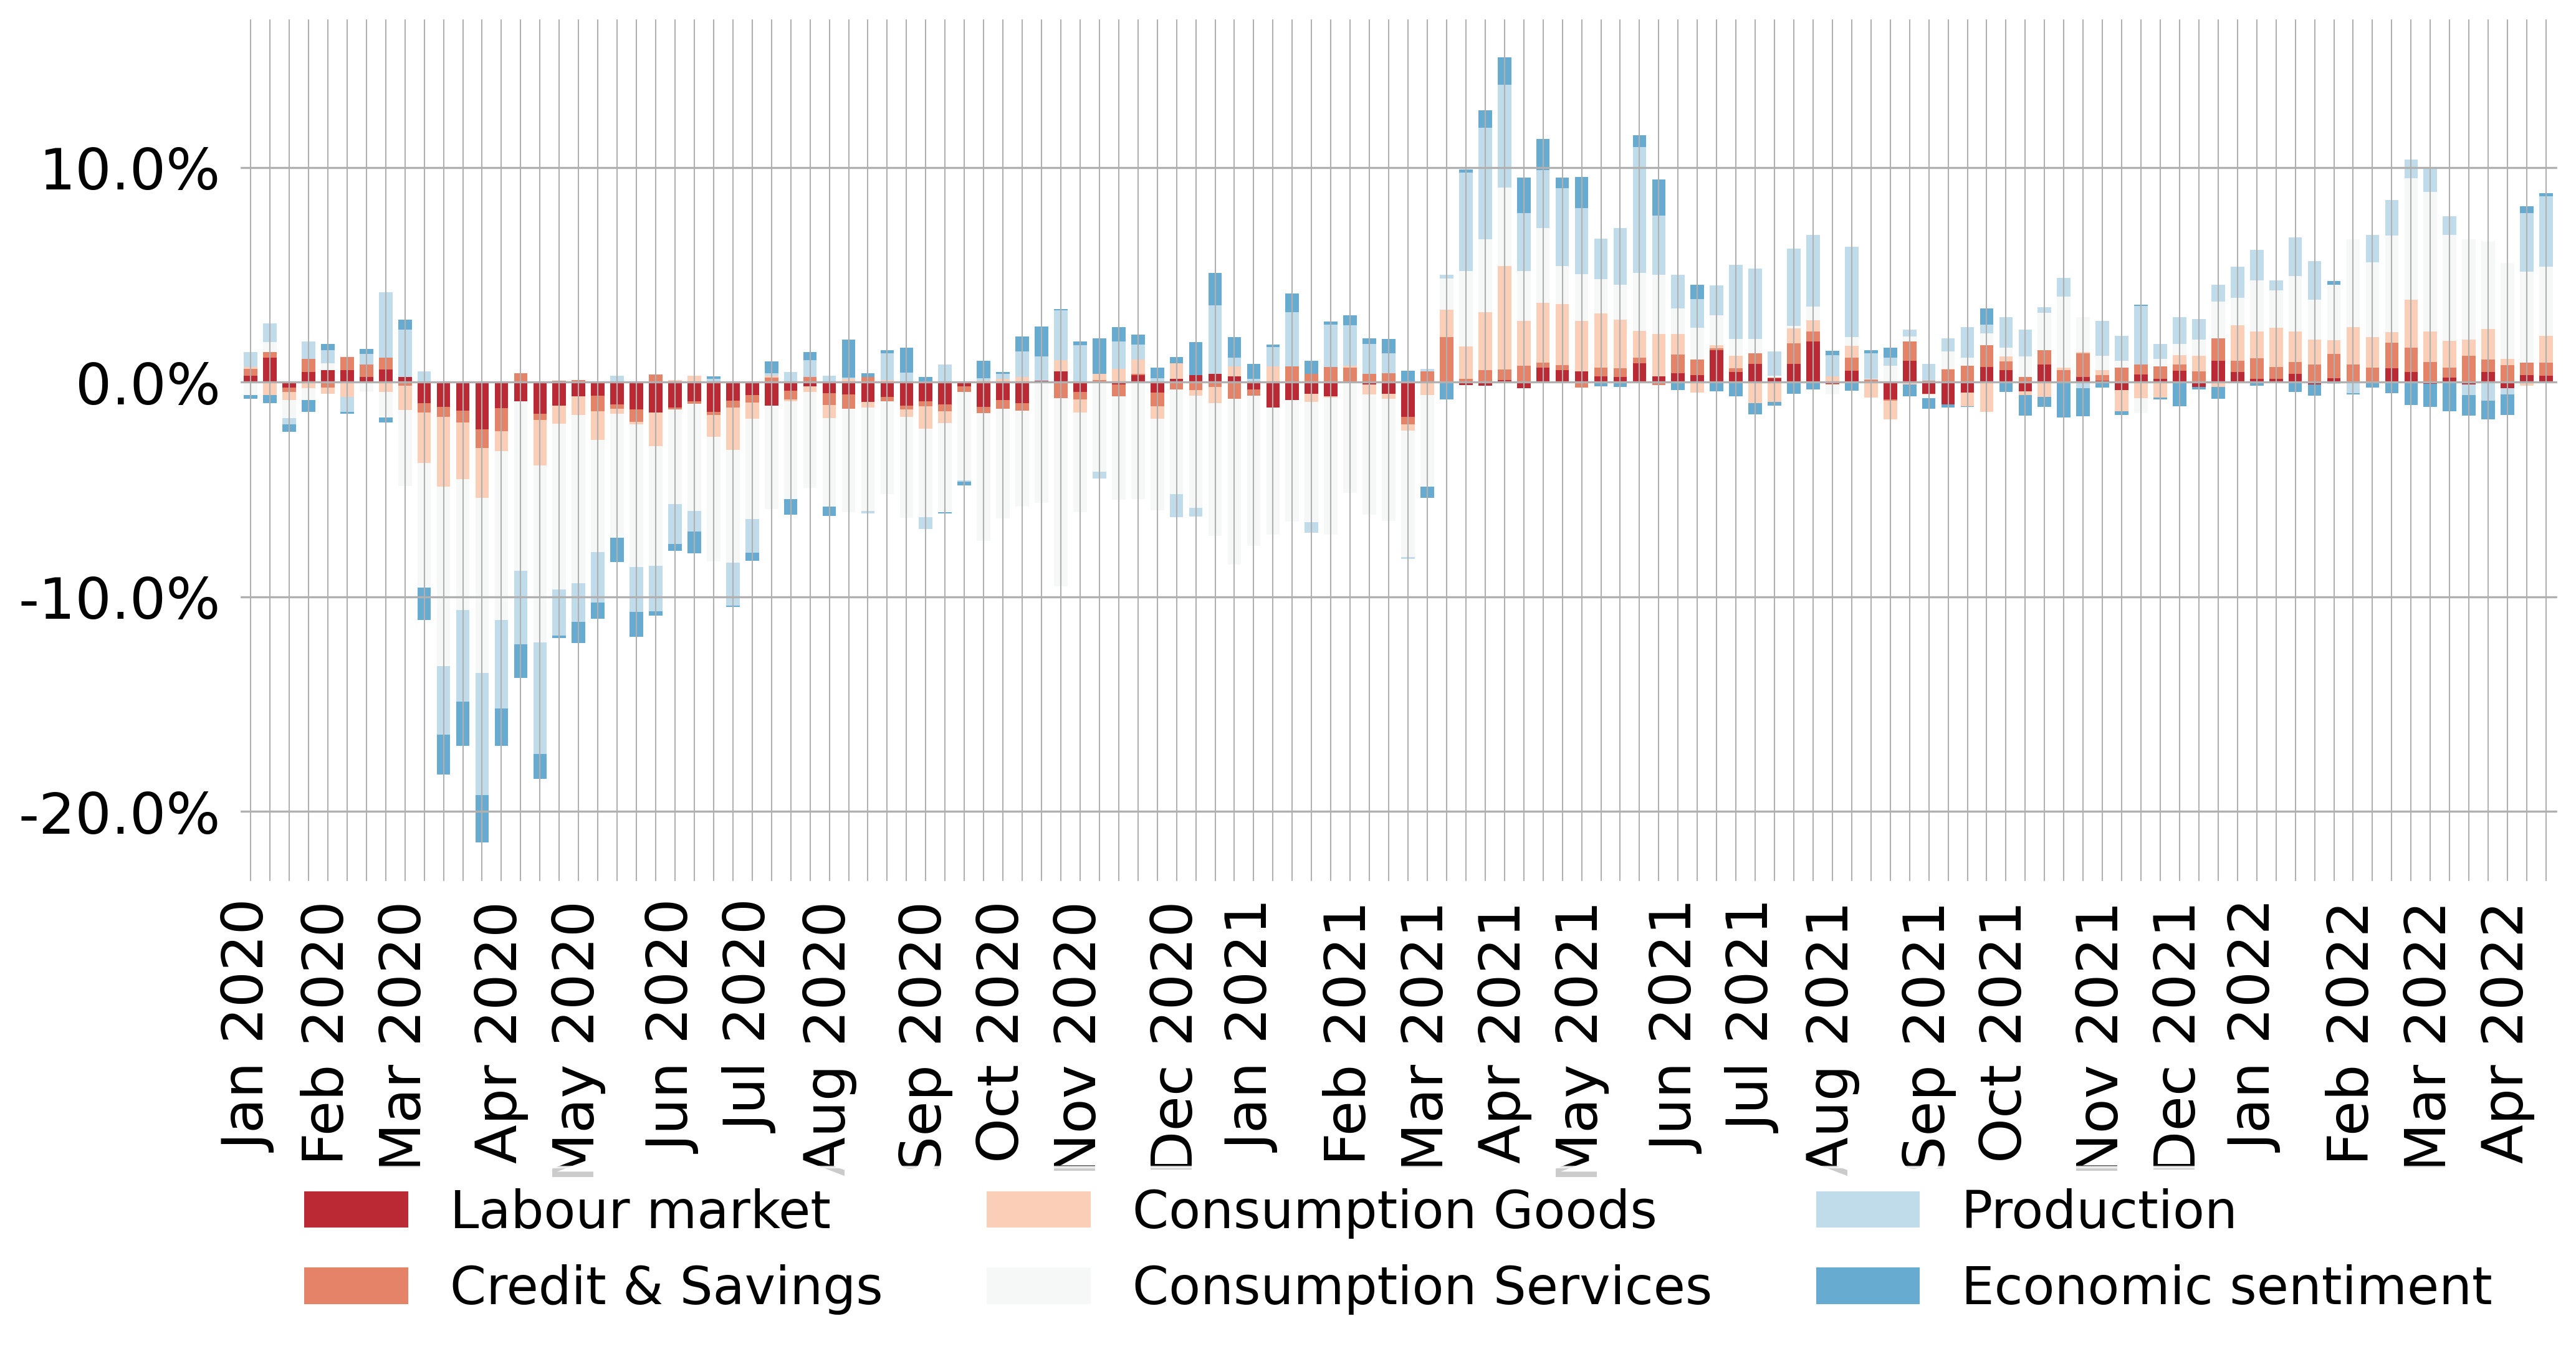 10.0%
0.0%
-10.0%
-20.0%
Jan 2020
Feb 2020
Mar 2020
Apr 2020
May 2020
Jun 2020
Jul 2020
Aug 2020
Sep 2020
Oct 2020
Nov 2020
Dec 2020
Jan 2021
Feb 2021
Mar 2021
Apr 2021
May 2021
Jun 2021
Jul 2021
Aug 2021
Sep 2021
Oct 2021
Nov 2021
Dec 2021
Jan 2022
Feb 2022
Mar 2022
Apr 2022
Labour market
Credit & Savings
Consumption Goods
Consumption Services
Production
Economic sentiment